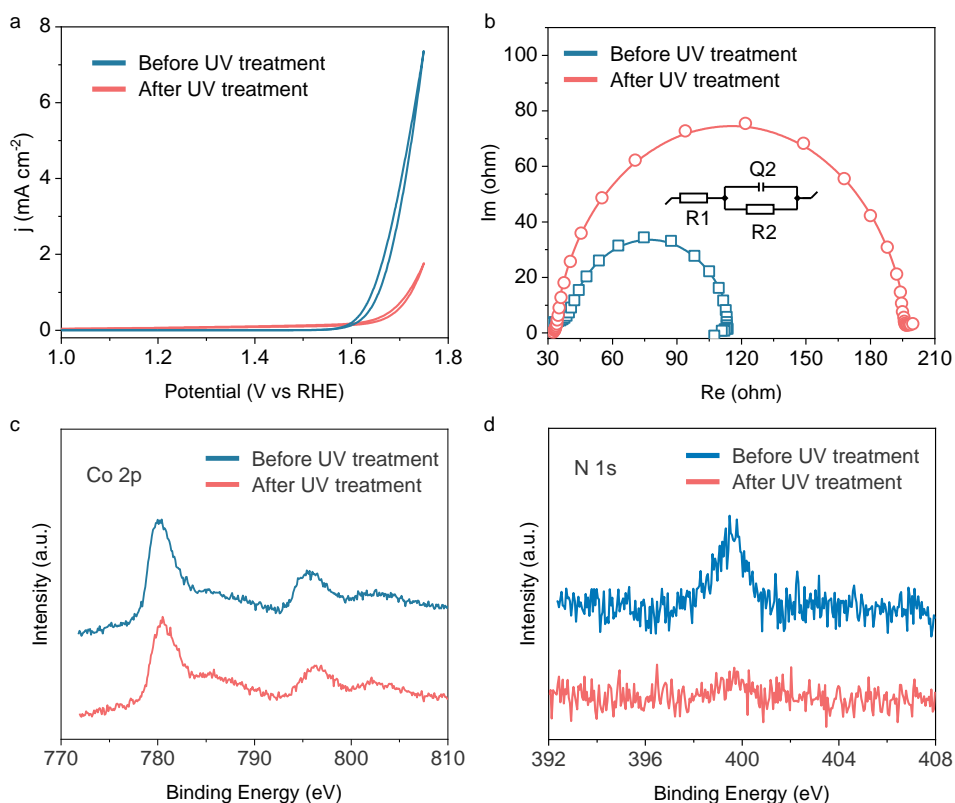 a
8
7
6
5
4
3
2
1
0
j (mA cm-2)
Before UV treatment
After UV treatment
1.0
1.2
1.4
1.6
1.8
Potential (V vs RHE)
b
100
80
60
40
20
0
Im (ohm)
Before UV treatment
After UV treatment
Q2
R1
R2
30
60
90
120
150
180
210
Re (ohm)
c
Intensity (a.u.)
Co 2p
Before UV treatment
After UV treatment
770
780
790
800
810
Binding Energy (eV)
d
Intensity (a.u.)
N 1s
Before UV treatment
After UV treatment
392
396
400
404
408
Binding Energy (eV)